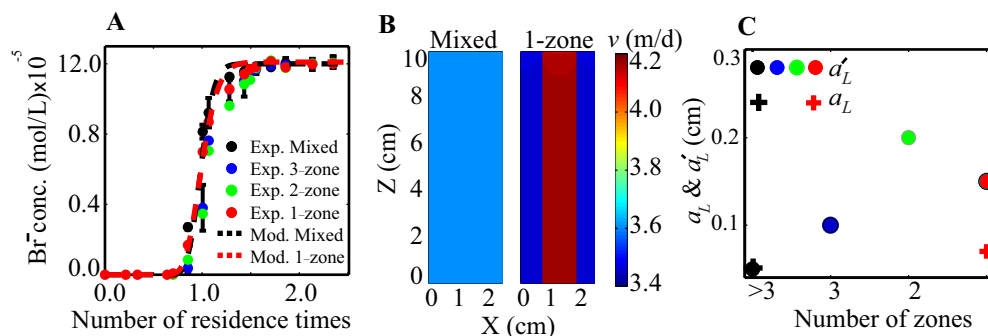 A
Br⁻ conc. (mol/L)x10⁻⁵
12.0
8.0
4.0
0.0
0.0
1.0
2.0
Number of residence times
Exp. Mixed
Exp. 3-zone
Exp. 2-zone
Exp. 1-zone
Mod. Mixed
Mod. 1-zone
B
Mixed
1-zone
v (m/d)
Z (cm)
10
8
6
4
2
0
0 1 2
0 1 2
X (cm)
4.2
4.0
3.8
3.6
3.4
C
a_L & a′_L (cm)
0.3
0.2
0.1
a′_L
a_L
>3
3
2
Number of zones